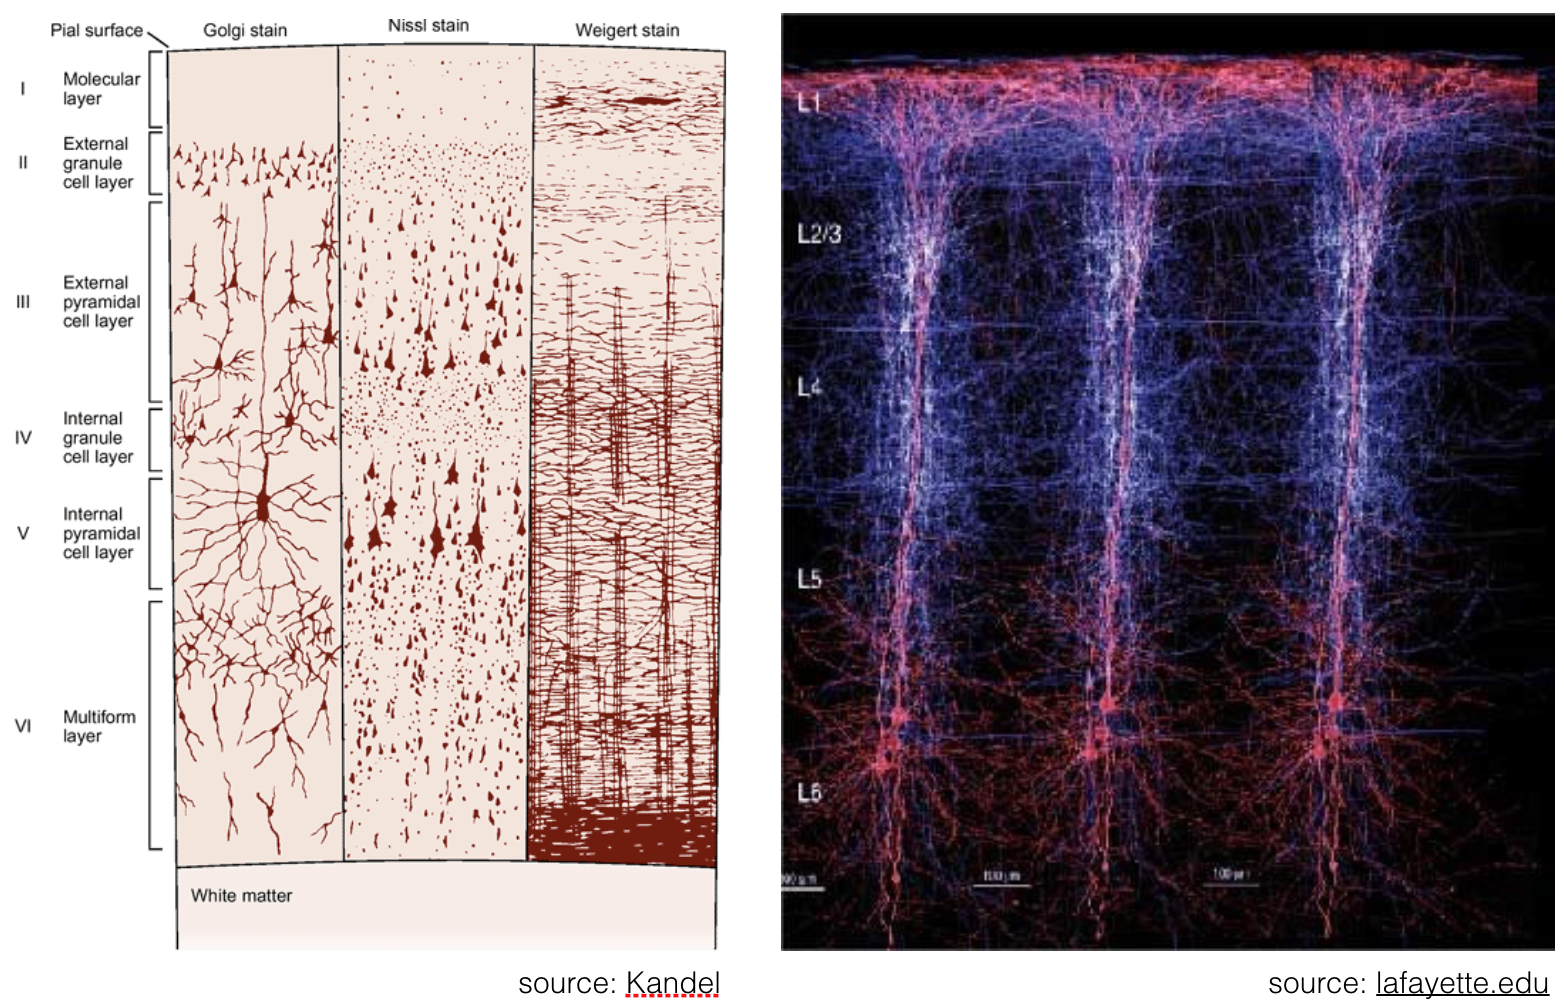 Pial surface
Golgi stain
Nissl stain
Weigert stain
I
Molecular
layer
II
External
granule
cell layer
III
External
pyramidal
cell layer
IV
Internal
granule
cell layer
V
Internal
pyramidal
cell layer
VI
Multiform
layer
White matter
source: Kandel
L1
L2/3
L4
L5
L6
100 µm
source: lafayette.edu